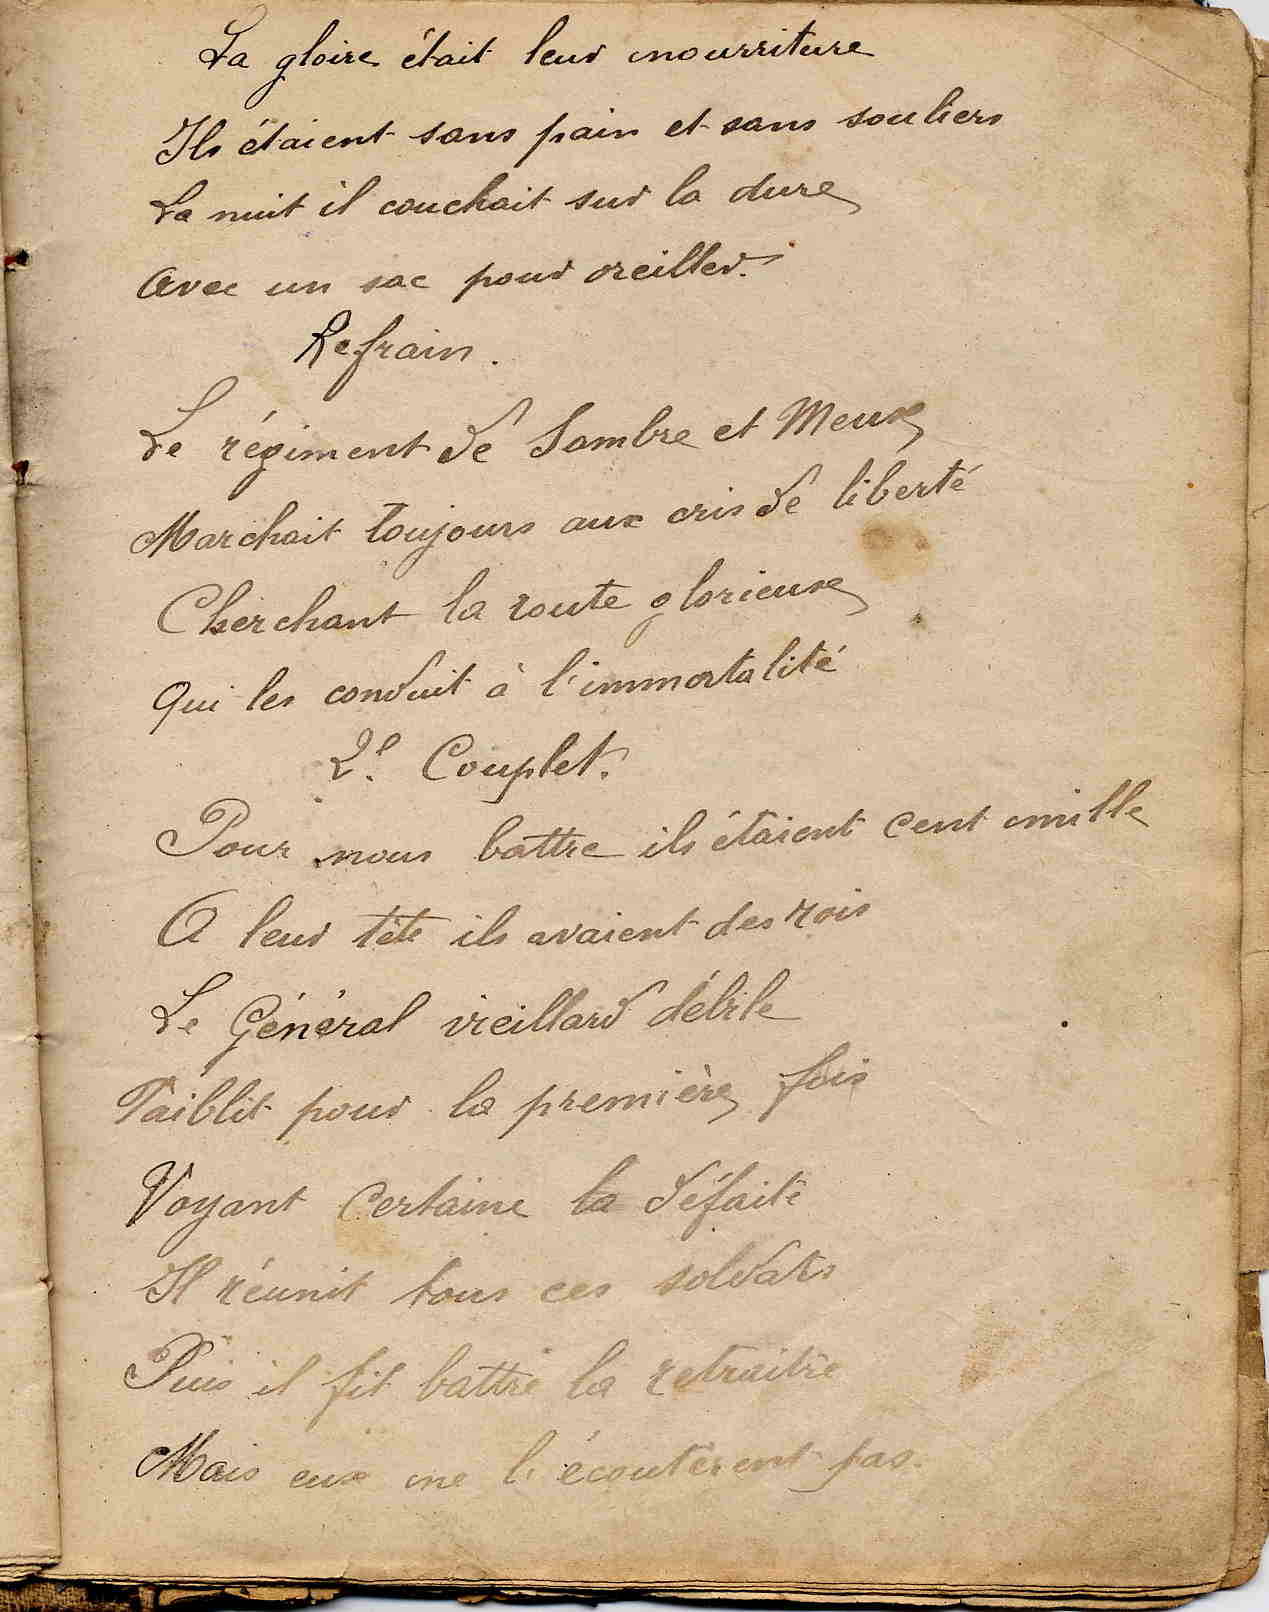 La gloire était leur nourriture
Ils étaient sans pain et sans souliers
La nuit il couchait sur la dure
Avec un sac pour oreiller.
Refrain.
Le régiment de Sambre et Meuse
Marchait toujours aux cris de liberté
Cherchant la route glorieuse
Qui les conduit à l'immortalité
2e. Couplet.
Pour nous battre ils étaient cent mille
A leur tête ils avaient des rois
Le Général vieillard débile
Faiblit pour la première fois
Voyant certaine la défaite
Il réunit tous ces soldats
Puis il fit battre la retraitre
Mais eux ne l'écoutèrent pas.